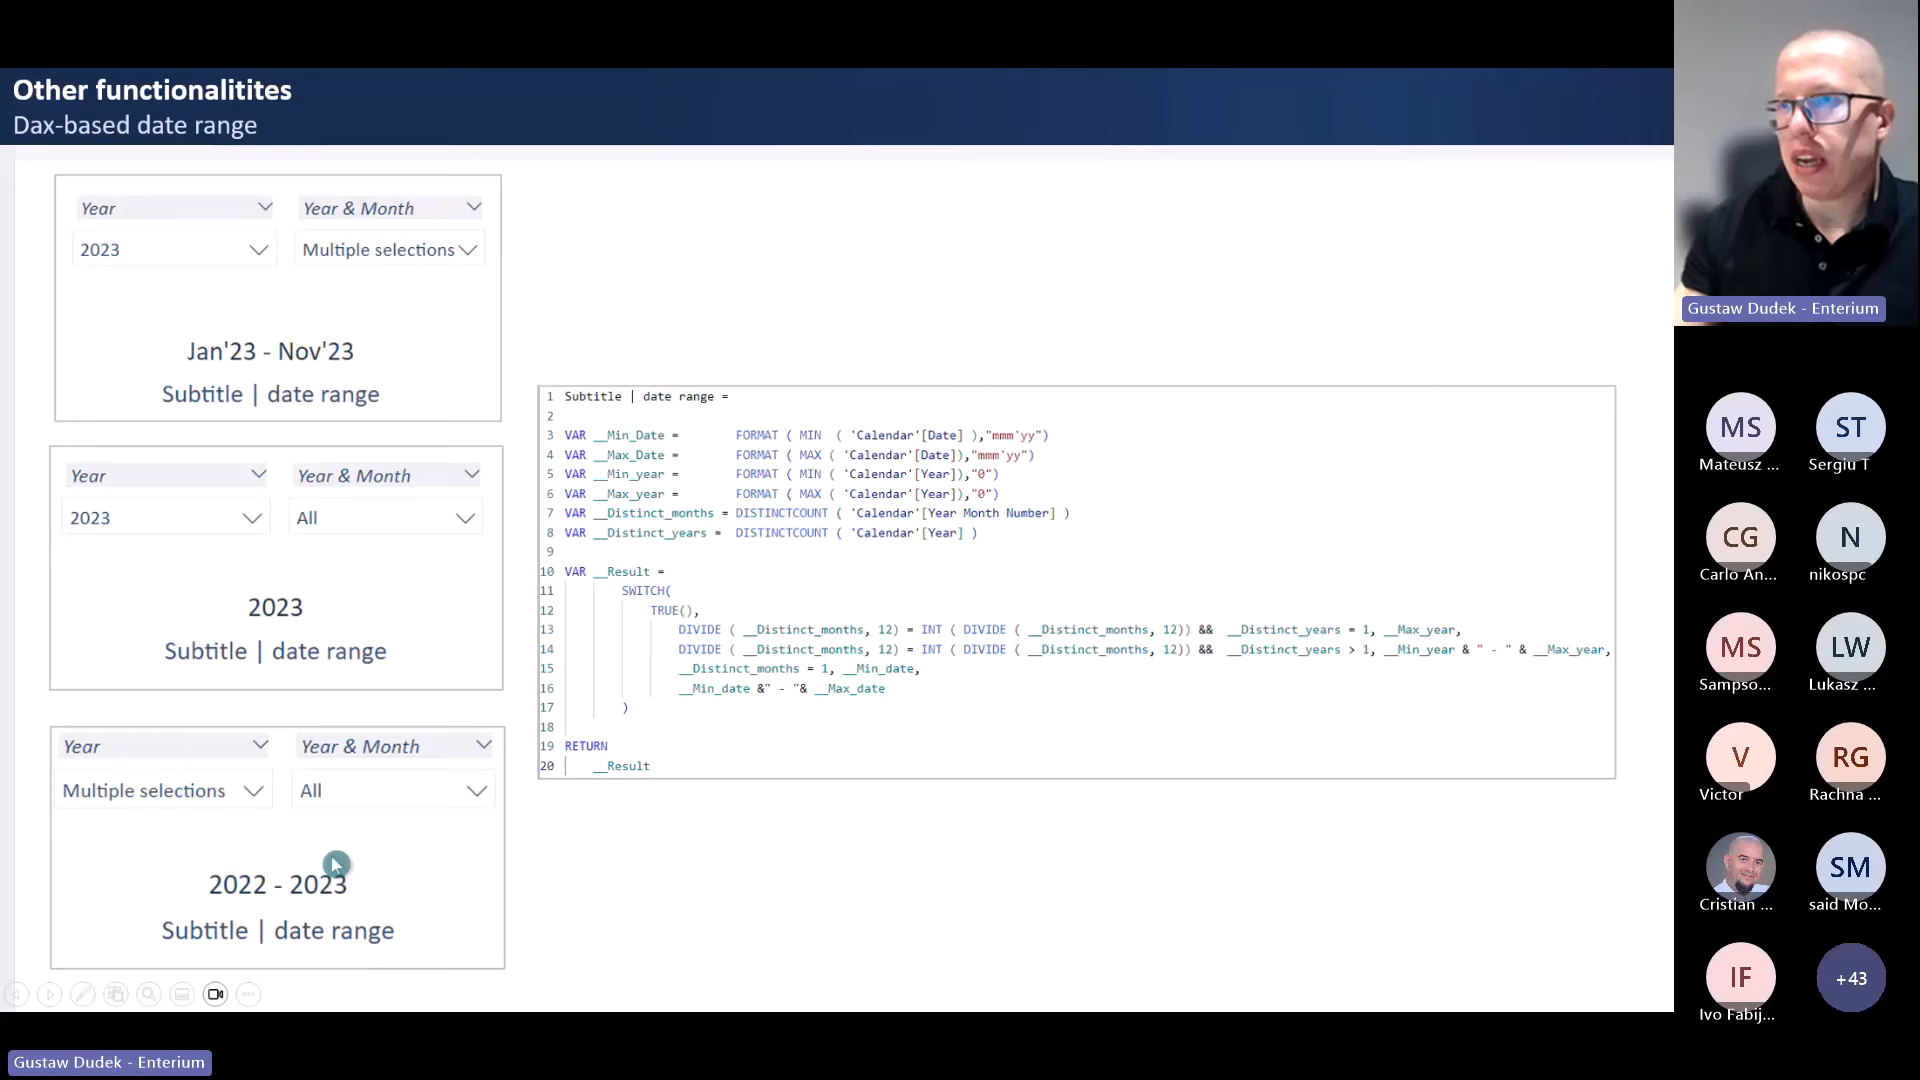 Other functionalitites
Dax-based date range
Year
Year & Month
2023
Multiple selections
Jan'23 - Nov'23
Subtitle | date range
Year
Year & Month
2023
All
2023
Subtitle | date range
Year
Year & Month
Multiple selections
All
2022 - 2023
Subtitle | date range
1 Subtitle | date range =
2
3 VAR __Min_Date = FORMAT ( MIN ( 'Calendar'[Date] ),"mmm'yy")
4 VAR __Max_Date = FORMAT ( MAX ( 'Calendar'[Date]),"mmm'yy")
5 VAR __Min_year = FORMAT ( MIN ( 'Calendar'[Year]),"0")
6 VAR __Max_year = FORMAT ( MAX ( 'Calendar'[Year]),"0")
7 VAR __Distinct_months = DISTINCTCOUNT ( 'Calendar'[Year Month Number] )
8 VAR __Distinct_years = DISTINCTCOUNT ( 'Calendar'[Year] )
9
10 VAR __Result =
11 SWITCH(
12 TRUE(),
13 DIVIDE ( __Distinct_months, 12) = INT ( DIVIDE ( __Distinct_months, 12)) && __Distinct_years = 1, __Max_year,
14 DIVIDE ( __Distinct_months, 12) = INT ( DIVIDE ( __Distinct_months, 12)) && __Distinct_years > 1, __Min_year & " - " & __Max_year,
15 __Distinct_months = 1, __Min_date,
16 __Min_date &" - "& __Max_date
17 )
18
19 RETURN
20 __Result
Gustaw Dudek - Enterium
MS
Mateusz ...
ST
Sergiu T
CG
Carlo An...
N
nikospc
MS
Sampso...
LW
Lukasz ...
V
Victor
RG
Rachna ...
Cristian ...
SM
said Mo...
IF
Ivo Fabij...
+43
Gustaw Dudek - Enterium